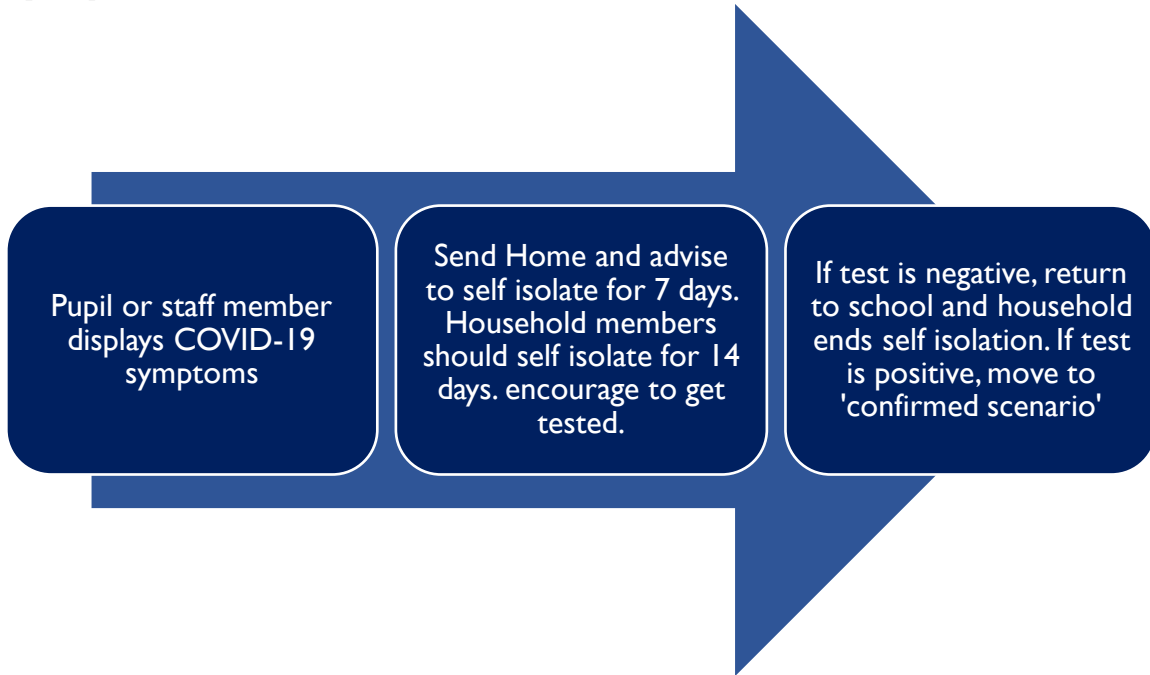 Pupil or staff member
displays COVID-19
symptoms
Send Home and advise
to self isolate for 7 days.
Household members
should self isolate for 14
days. encourage to get
tested.
If test is negative, return
to school and household
ends self isolation. If test
is positive, move to
'confirmed scenario'